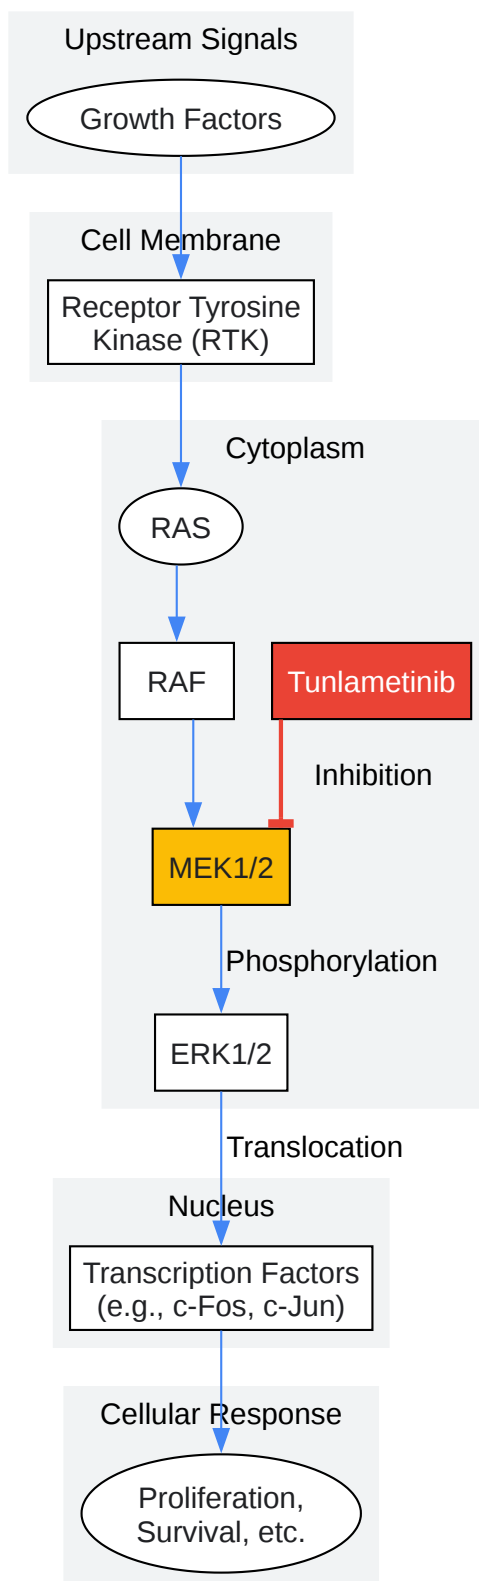 Upstream Signals
Growth Factors
Cell Membrane
Receptor Tyrosine
Kinase (RTK)
Cytoplasm
RAS
RAF
Tunlametinib
Inhibition
MEK1/2
Phosphorylation
ERK1/2
Translocation
Nucleus
Transcription Factors
(e.g., c-Fos, c-Jun)
Cellular Response
Proliferation,
Survival, etc.